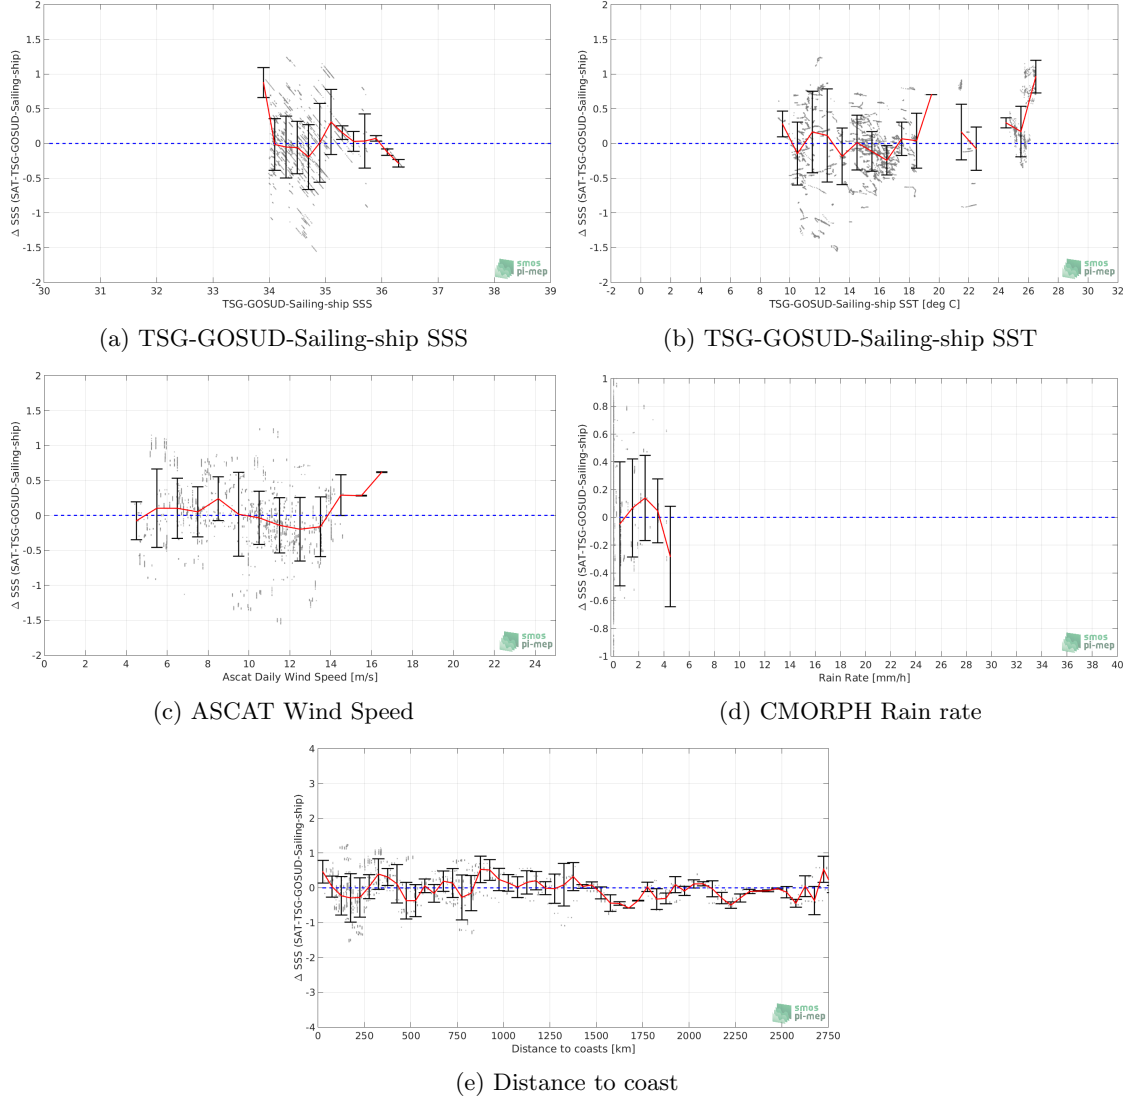 2
1.5
1
0.5
0
-0.5
-1
-1.5
-2
Δ SSS (SAT-TSG-GOSUD-Sailing-ship)
30 31 32 33 34 35 36 37 38 39
TSG-GOSUD-Sailing-ship SSS
smos
pi-mep
(a) TSG-GOSUD-Sailing-ship SSS
2
1.5
1
0.5
0
-0.5
-1
-1.5
-2
Δ SSS (SAT-TSG-GOSUD-Sailing-ship)
-2 0 2 4 6 8 10 12 14 16 18 20 22 24 26 28 30 32
TSG-GOSUD-Sailing-ship SST [deg C]
smos
pi-mep
(b) TSG-GOSUD-Sailing-ship SST
2
1.5
1
0.5
0
-0.5
-1
-1.5
-2
Δ SSS (SAT-TSG-GOSUD-Sailing-ship)
0 2 4 6 8 10 12 14 16 18 20 22 24
Ascat Daily Wind Speed [m/s]
smos
pi-mep
(c) ASCAT Wind Speed
1
0.8
0.6
0.4
0.2
0
-0.2
-0.4
-0.6
-0.8
-1
Δ SSS (SAT-TSG-GOSUD-Sailing-ship)
0 2 4 6 8 10 12 14 16 18 20 22 24 26 28 30 32 34 36 38 40
Rain Rate [mm/h]
smos
pi-mep
(d) CMORPH Rain rate
4
3
2
1
0
-1
-2
-3
-4
Δ SSS (SAT-TSG-GOSUD-Sailing-ship)
0 250 500 750 1000 1250 1500 1750 2000 2250 2500 2750
Distance to coasts [km]
smos
pi-mep
(e) Distance to coast